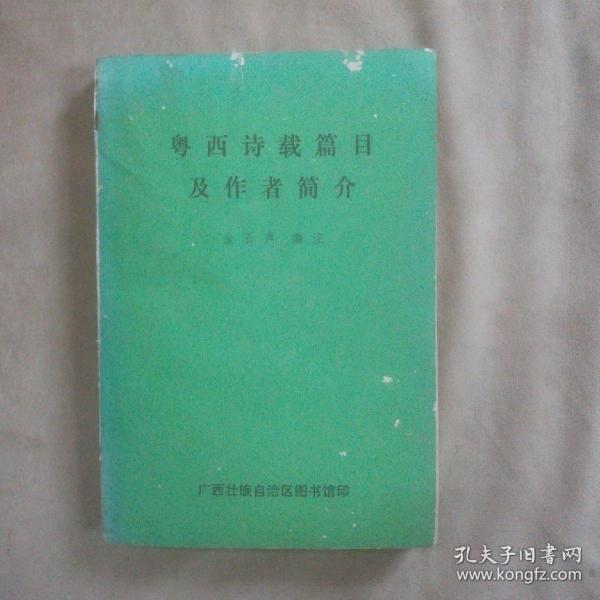 粤西诗载篇目
及作者简介
金石声 编注
广西壮族自治区图书馆印
孔夫子旧书网
www.kongfz.com